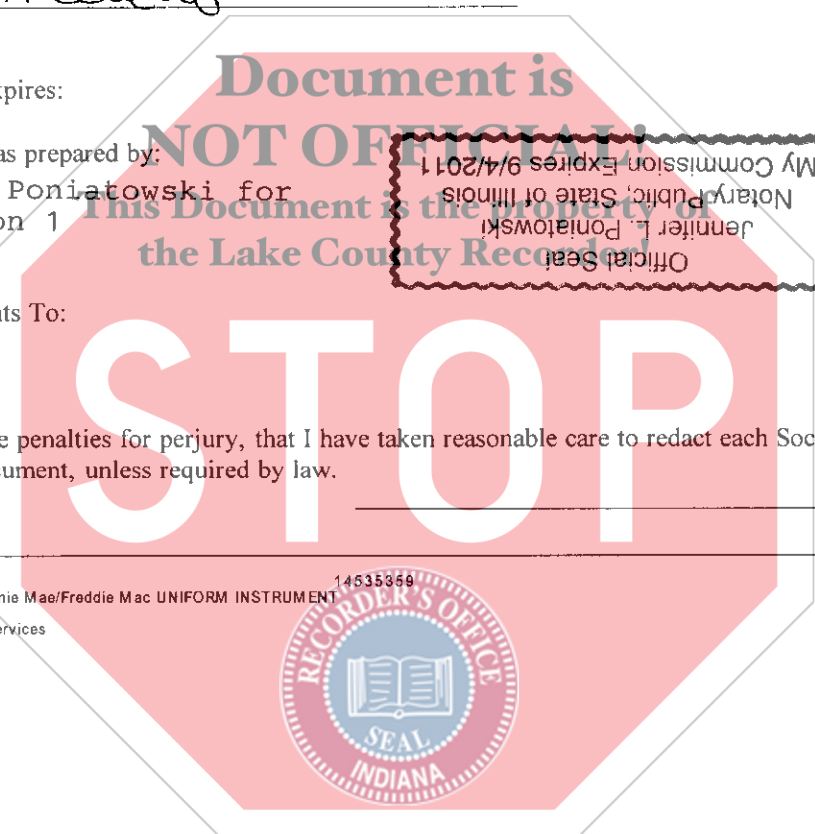 Document is
xpires:
NOT OFFICIAL!
as prepared by:
Poniatowski for
This Document is the property of
on 1
the Lake County Recorder!
Official Seal
Jennifer L. Poniatowski
Notary Public, State of Illinois
My Commission Expires 9/4/2011
nts To:
STOP
e penalties for perjury, that I have taken reasonable care to redact each Soc
cument, unless required by law.
14535359
nie Mae/Freddie Mac UNIFORM INSTRUMENT
ervices
RECORDER'S OFFICE
SEAL
INDIANA